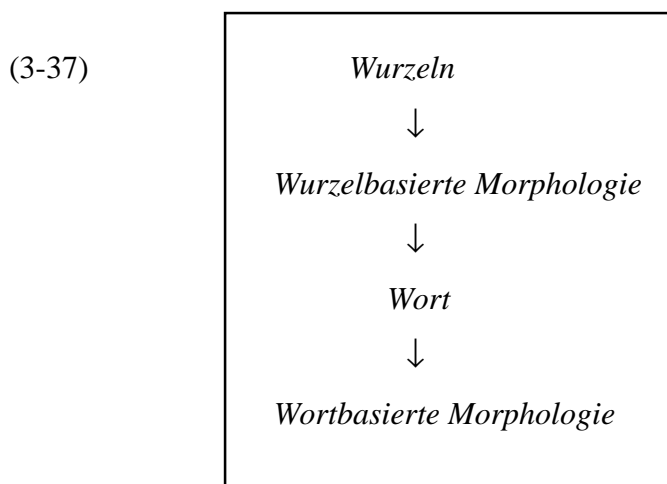 (3-37) Wurzeln
↓
Wurzelbasierte Morphologie
↓
Wort
↓
Wortbasierte Morphologie